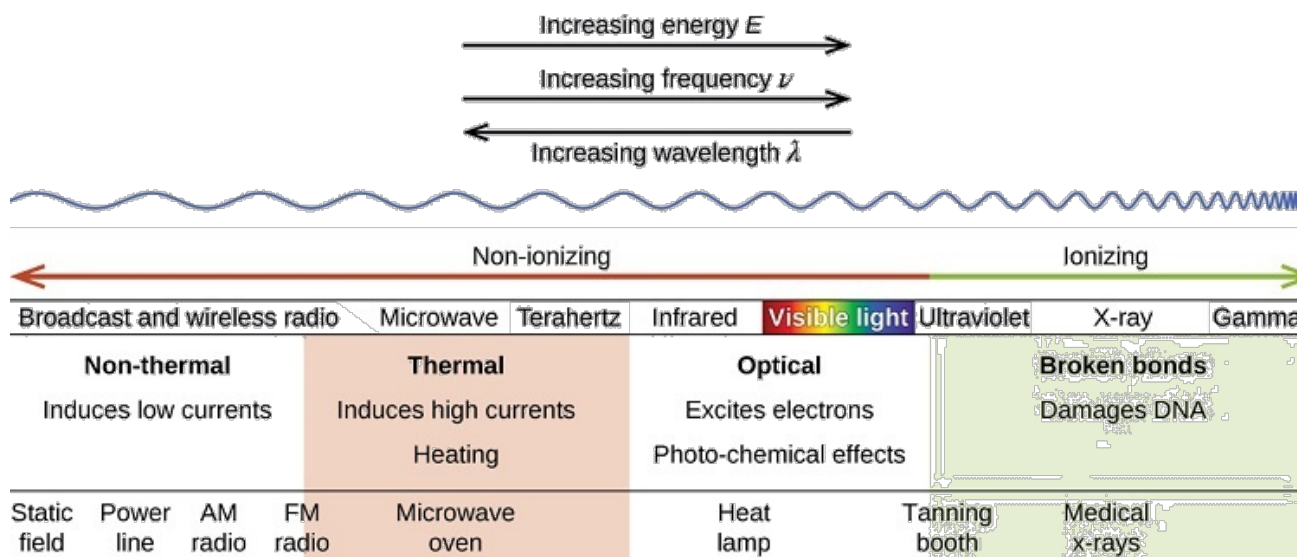 Increasing energy E
Increasing frequency ν
Increasing wavelength λ
Non-ionizing Ionizing
Broadcast and wireless radio Microwave Terahertz Infrared Visible light Ultraviolet X-ray Gamma
Non-thermal Thermal Optical Broken bonds
Induces low currents Induces high currents Excites electrons Damages DNA
Heating Photo-chemical effects
Static Power AM FM Microwave Heat Tanning Medical
field line radio radio oven lamp booth x-rays